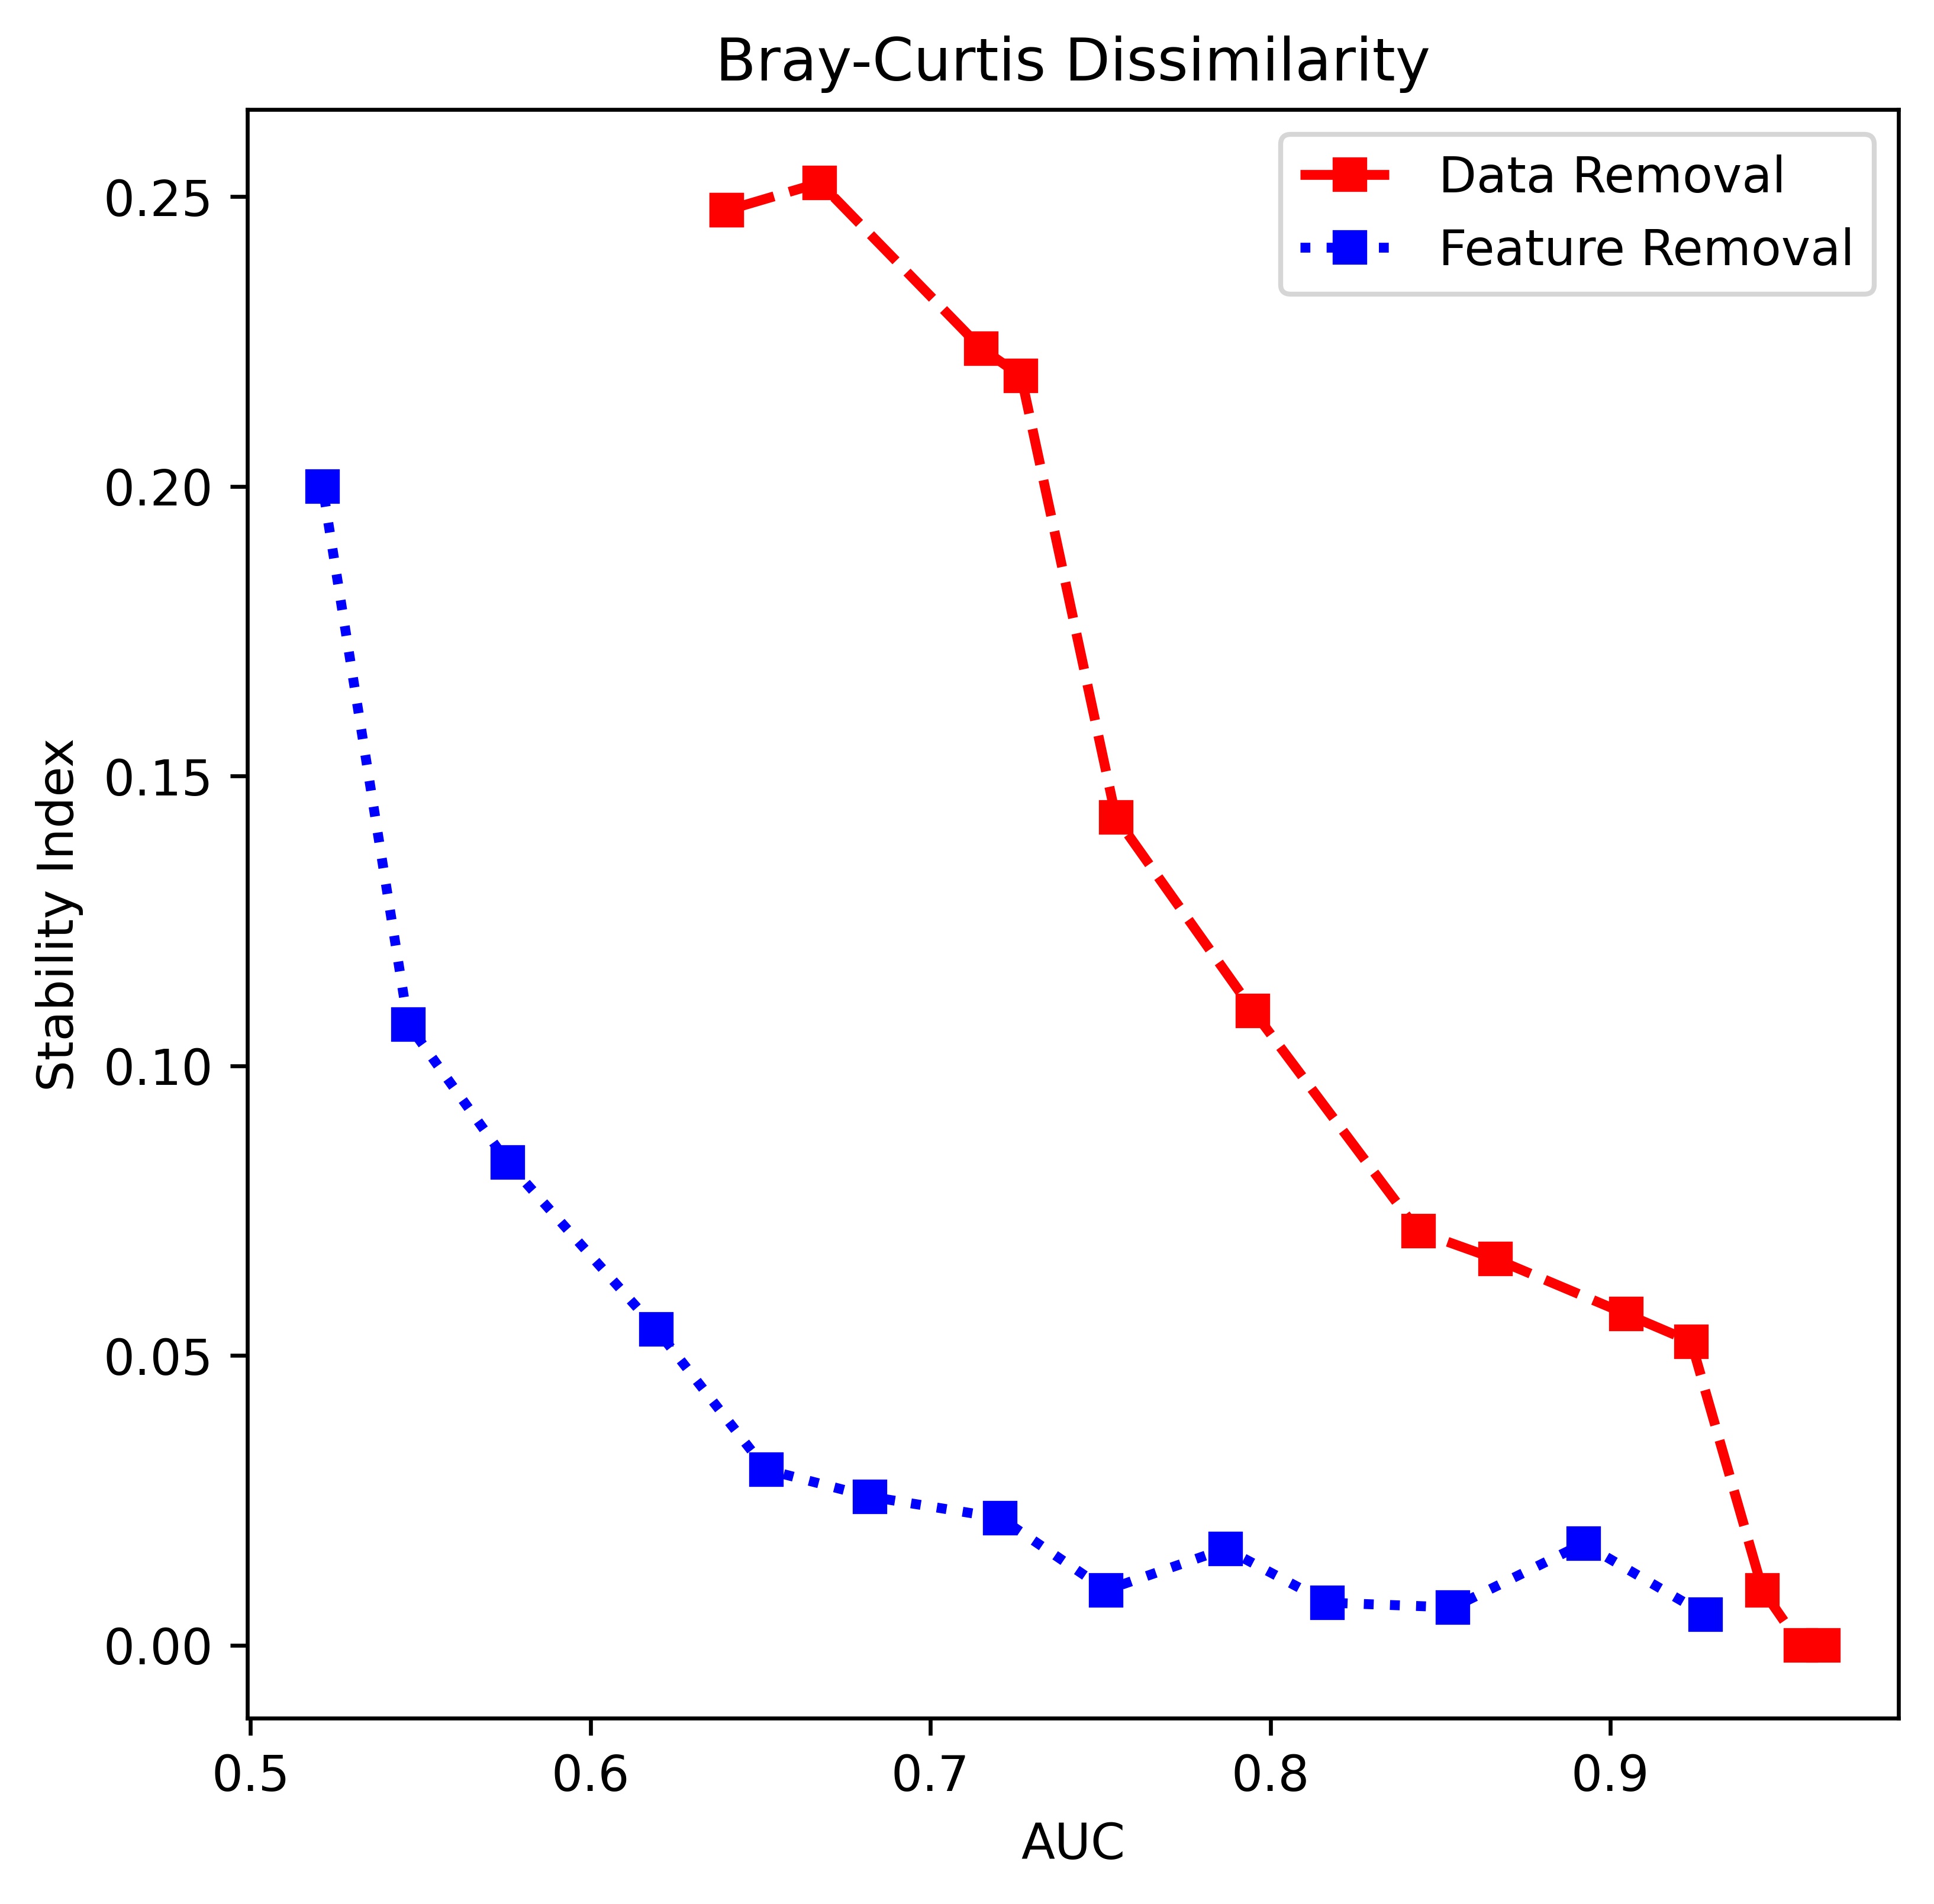 Bray-Curtis Dissimilarity
Data Removal
Feature Removal
0.25
0.20
0.15
0.10
0.05
0.00
Stability Index
0.5 0.6 0.7 0.8 0.9
AUC